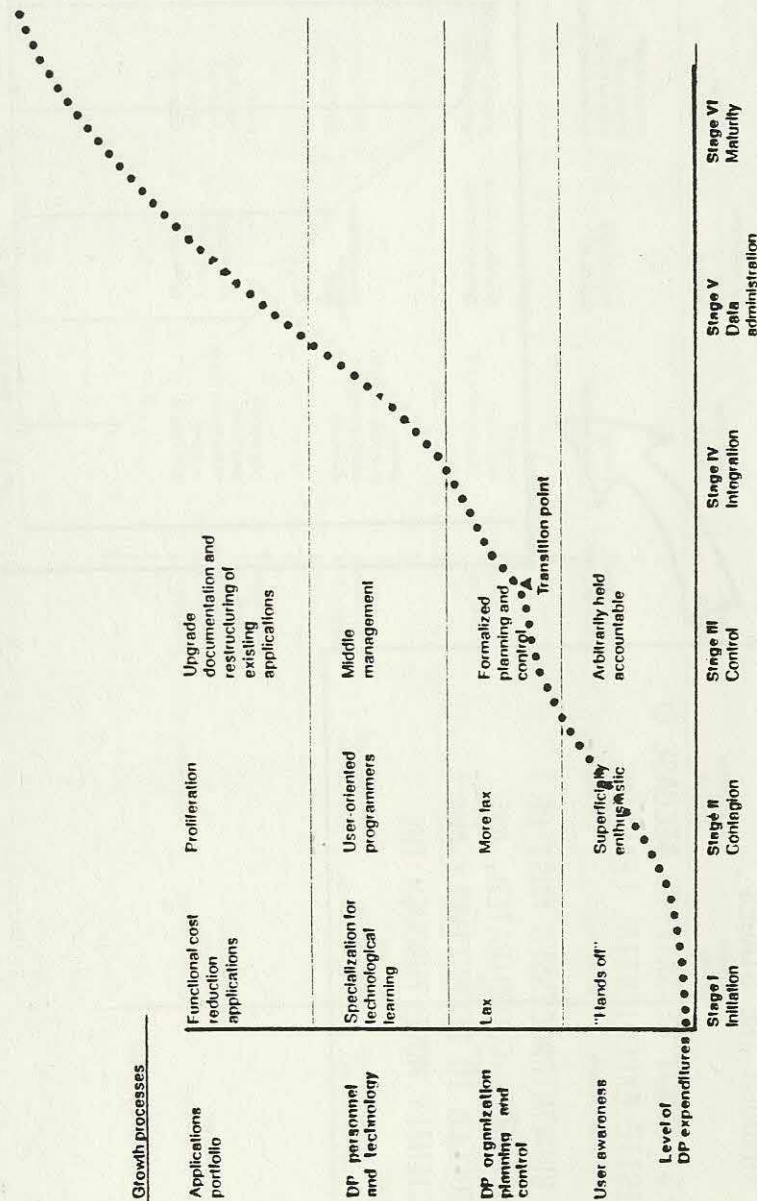 Growth processes
Applications
portfolio
Functional cost
reduction
applications
Proliferation
Upgrade
documentation and
restructuring of
existing
applications
DP personnel
and technology
Specialization for
technological
learning
User-oriented
programmers
Middle
management
DP organization
planning and
control
Lax
More lax
Formalized
planning and
control
Transition point
User awareness
"Hands off"
Superficially
enthusiastic
Arbitrarily held
accountable
Level of
DP expenditures
Stage I
Initiation
Stage II
Contagion
Stage III
Control
Stage IV
Integration
Stage V
Data
administration
Stage VI
Maturity